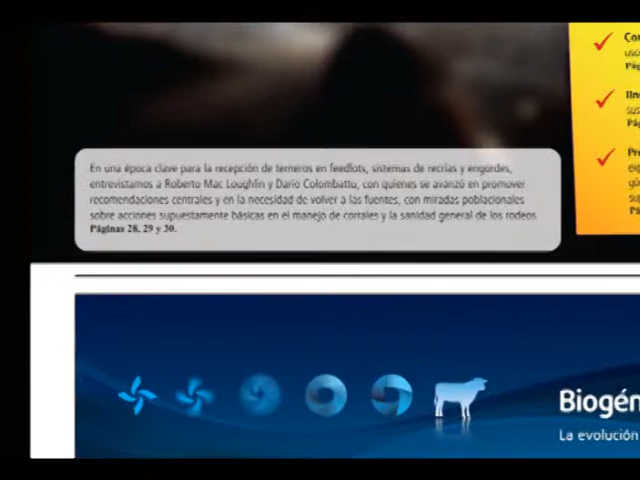 En una época clave para la recepción de terneros en feedlots, sistemas de recrías y engordes,
entrevistamos a Roberto Mac Loughlin y Darío Colombatto, con quienes se avanzó en promover
recomendaciones centrales y en la necesidad de volver a las fuentes, con miradas poblacionales
sobre acciones supuestamente básicas en el manejo de corrales y la sanidad general de los rodeos.
Páginas 28, 29 y 30.
Biogén
La evolución